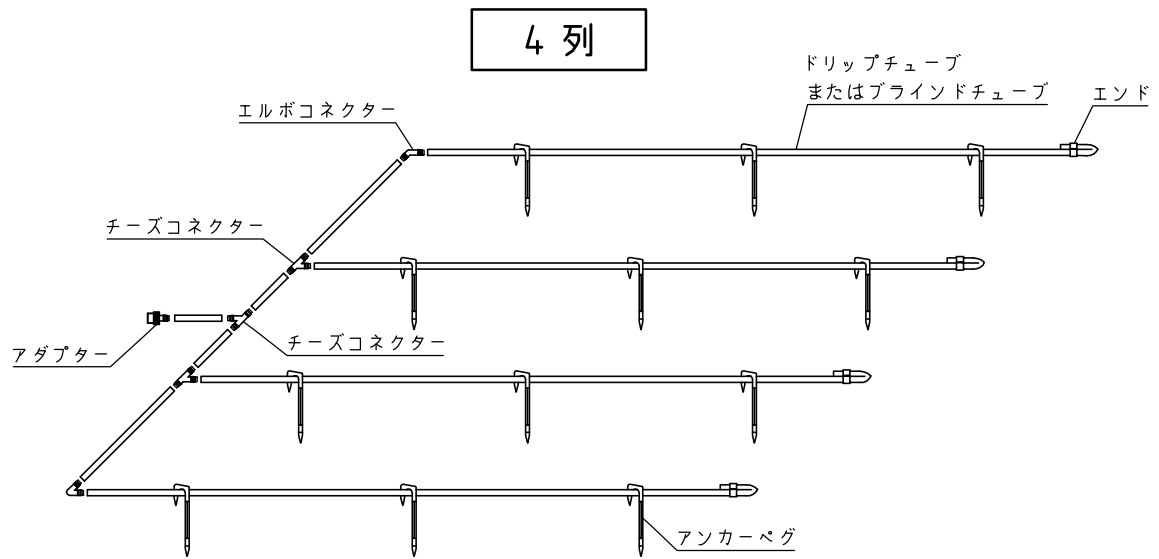 4 列
ドリップチューブ
またはブラインドチューブ
エンド
エルボコネクター
チーズコネクター
チーズコネクター
アダプター
アンカーペグ